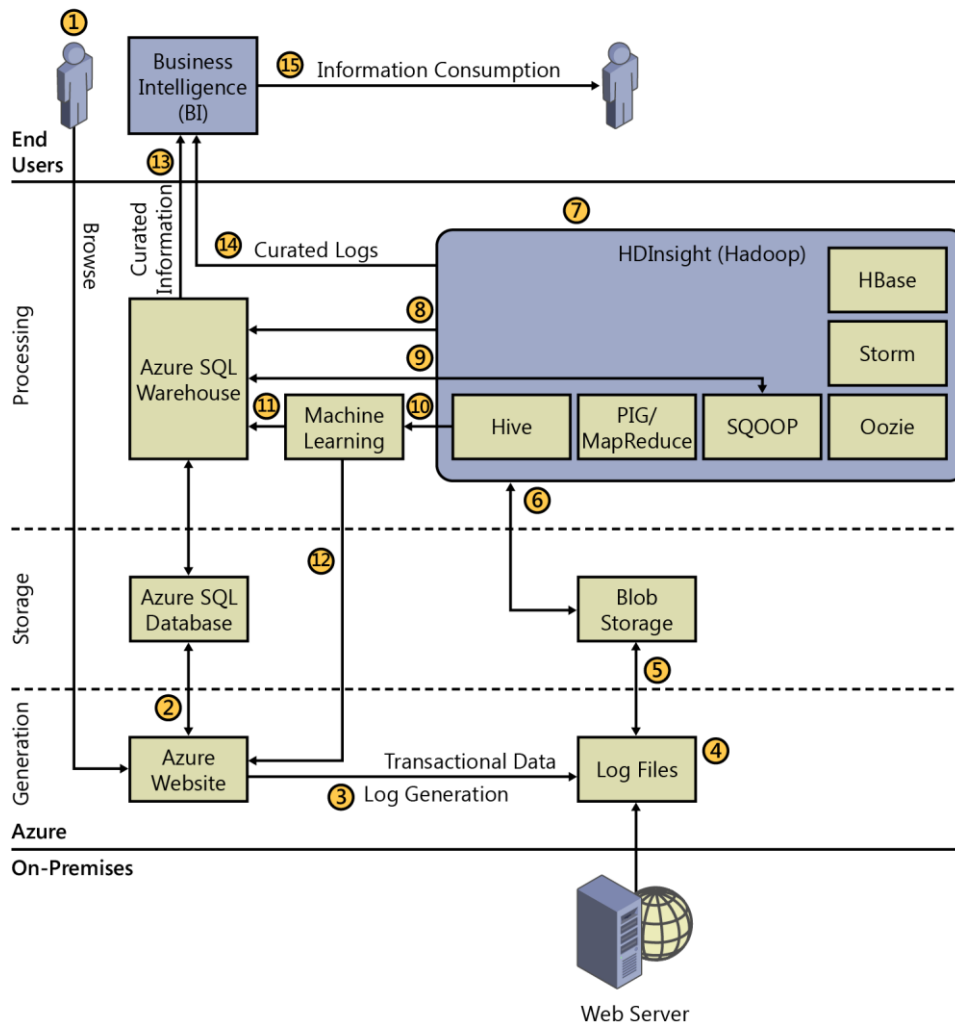 1
Business
Intelligence
(BI)
15
Information Consumption
End
Users
13
7
Browse
Curated
Information
14
Curated Logs
HDInsight (Hadoop)
HBase
Processing
8
Azure SQL
Warehouse
9
Storm
11
Machine
Learning
10
Hive
PIG/
MapReduce
SQOOP
Oozie
6
12
Storage
Azure SQL
Database
Blob
Storage
5
2
Generation
Azure
Website
Transactional Data
3
Log Generation
Log Files
4
Azure
On-Premises
Web Server